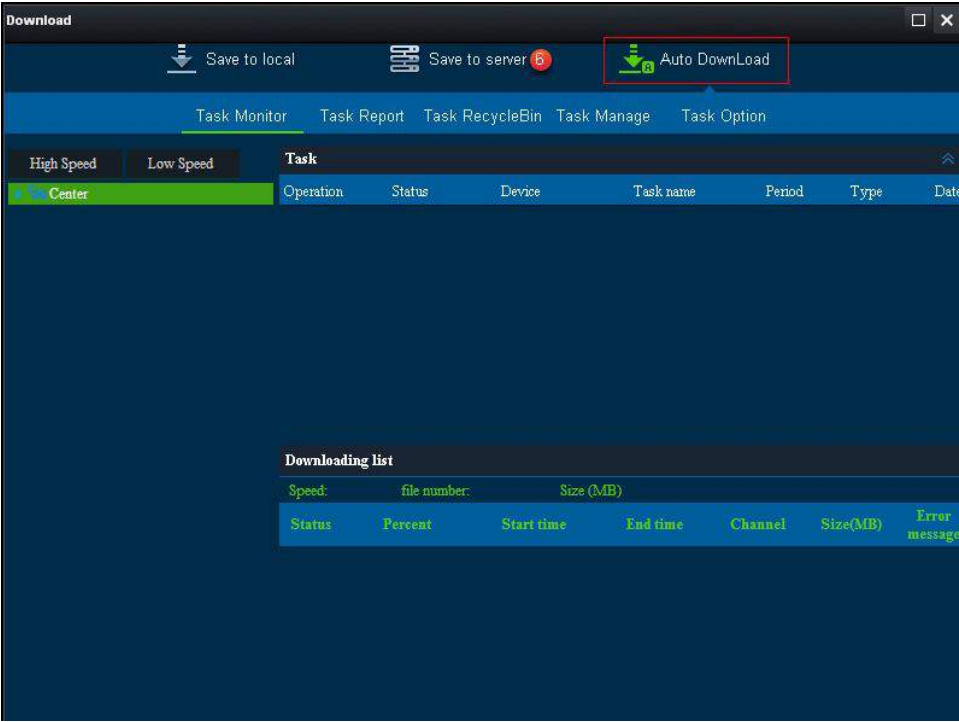 Download
Save to local Save to server 6 Auto DownLoad
Task Monitor Task Report Task RecycleBin Task Manage Task Option
High Speed Low Speed
Center
Task
Operation Status Device Task name Period Type Date
Downloading list
Speed: file number: Size (MB)
Status Percent Start time End time Channel Size(MB) Error message